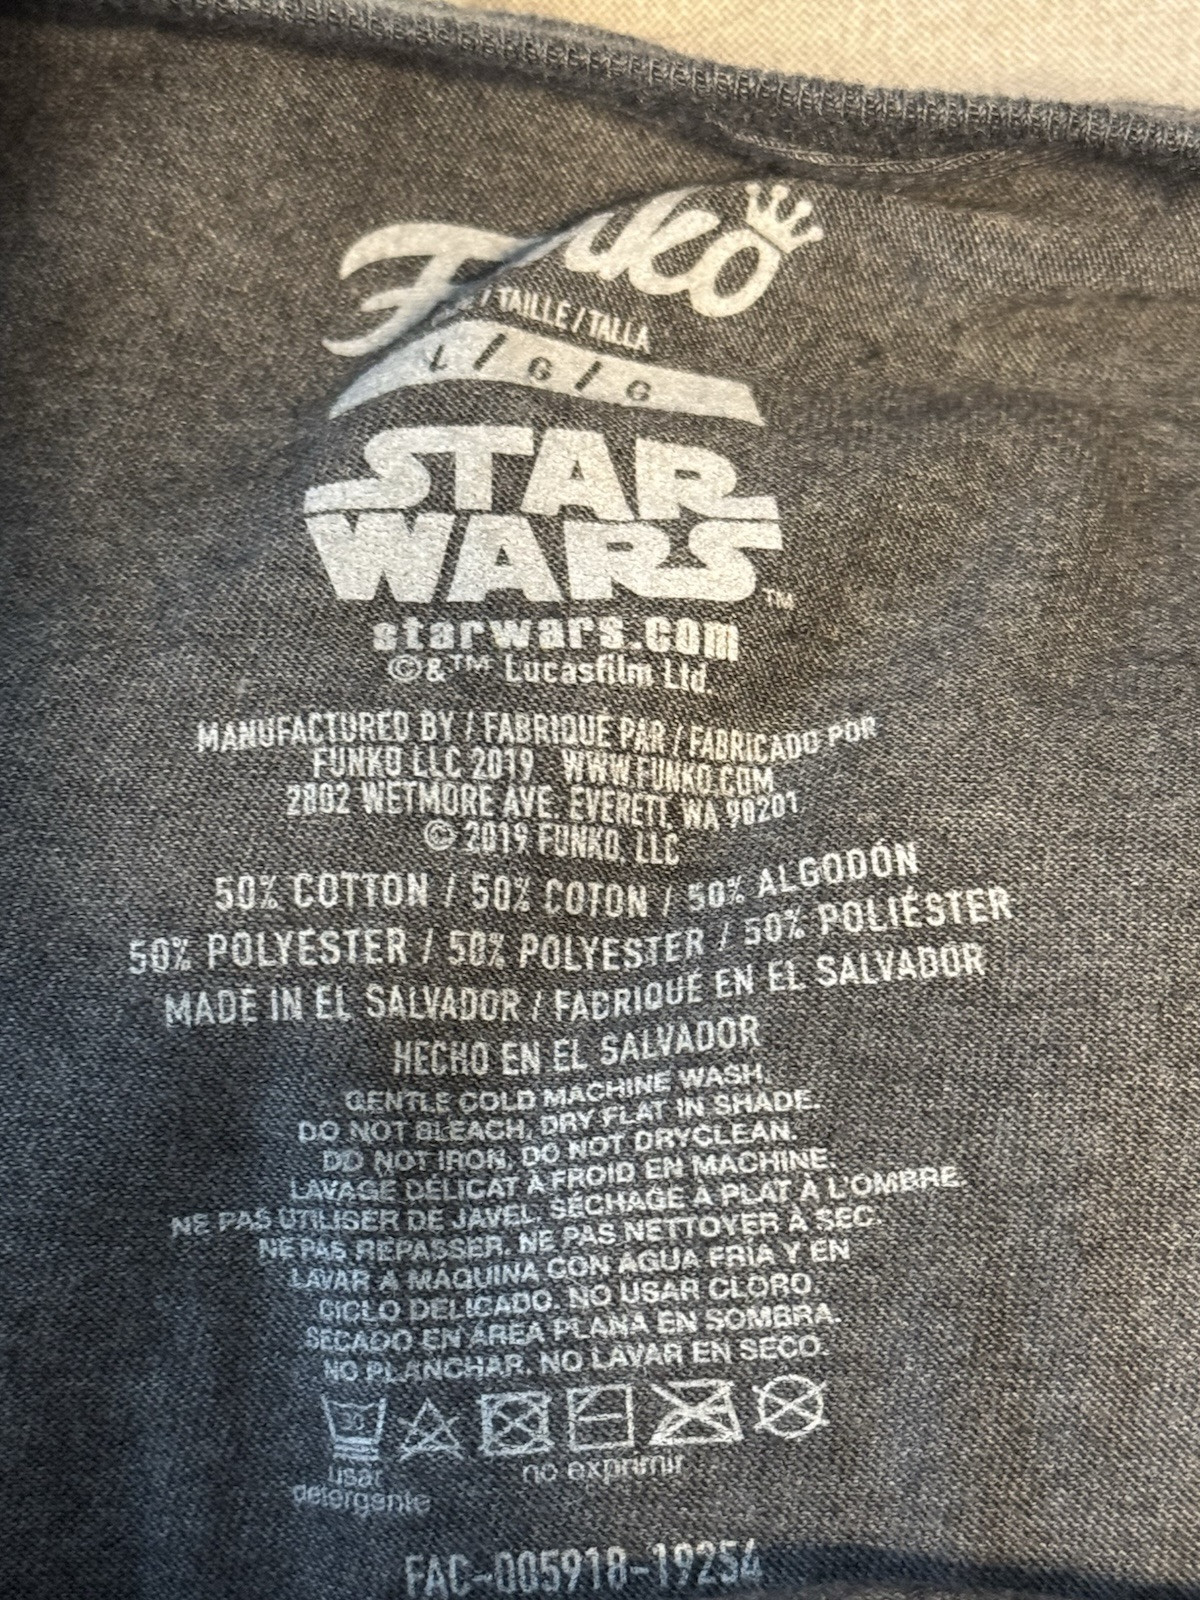 Funko
/ TAILLE / TALLA
L / G / G
STAR
WARS™
starwars.com
©&™ Lucasfilm Ltd.
MANUFACTURED BY / FABRIQUÉ PAR / FABRICADO POR
FUNKO LLC 2019 WWW.FUNKO.COM
2802 WETMORE AVE. EVERETT, WA 98201
© 2019 FUNKO, LLC
50% COTTON / 50% COTON / 50% ALGODÓN
50% POLYESTER / 50% POLYESTER / 50% POLIÉSTER
MADE IN EL SALVADOR / FABRIQUÉ EN EL SALVADOR
HECHO EN EL SALVADOR
GENTLE COLD MACHINE WASH.
DO NOT BLEACH, DRY FLAT IN SHADE.
DO NOT IRON, DO NOT DRYCLEAN.
LAVAGE DÉLICAT À FROID EN MACHINE.
NE PAS UTILISER DE JAVEL, SÉCHAGE À PLAT À L'OMBRE.
NE PAS REPASSER. NE PAS NETTOYER À SEC.
LAVAR A MÁQUINA CON AGUA FRIA Y EN
CICLO DELICADO. NO USAR CLORO.
SECADO EN ÁREA PLANA EN SOMBRA.
NO PLANCHAR. NO LAVAR EN SECO.
30
usar
detergente
no exprimir
FAC-005918-19254